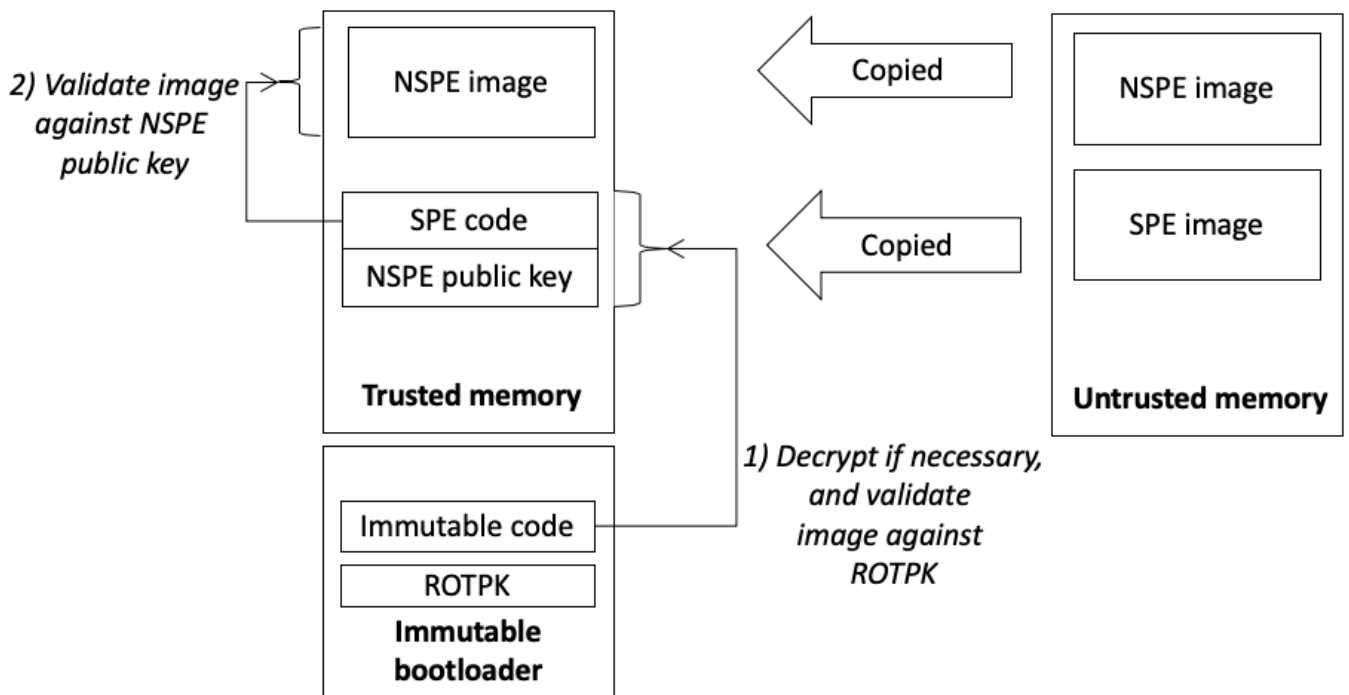 2) Validate image
against NSPE
public key
NSPE image
SPE code
NSPE public key
Trusted memory
Copied
Copied
NSPE image
SPE image
Untrusted memory
1) Decrypt if necessary,
and validate
image against
ROTPK
Immutable code
ROTPK
Immutable
bootloader